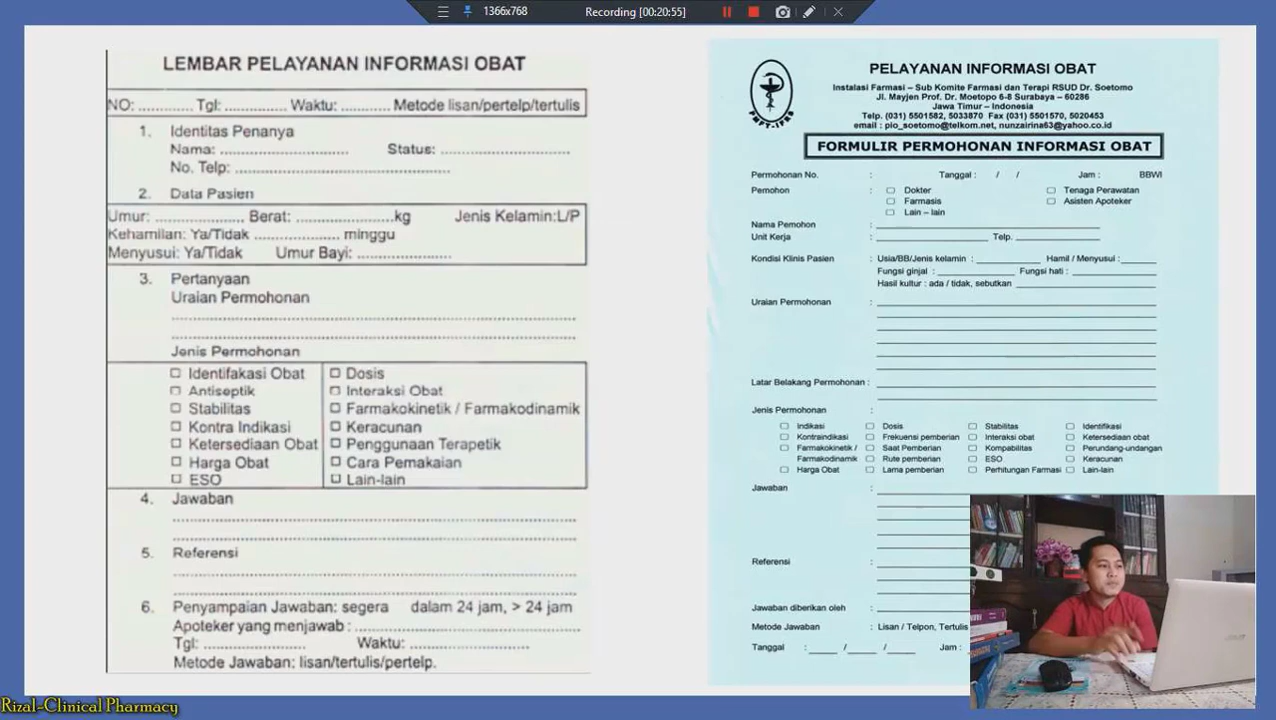 1366x768
Recording [00:20:55]
LEMBAR PELAYANAN INFORMASI OBAT
NO: ............ Tgl: ............. Waktu: ........... Metode lisan/pertelp/tertulis
1. Identitas Penanya
Nama: ........................... Status: ...........................
No. Telp: .............................................
2. Data Pasien
Umur: ................... Berat: .....................kg Jenis Kelamin:L/P
Kehamilan: Ya/Tidak .................. minggu
Menyusui: Ya/Tidak Umur Bayi: ....................
3. Pertanyaan
Uraian Permohonan
Jenis Permohonan
Identifakasi Obat
Antiseptik
Stabilitas
Kontra Indikasi
Ketersediaan Obat
Harga Obat
ESO
Dosis
Interaksi Obat
Farmakokinetik / Farmakodinamik
Keracunan
Penggunaan Terapetik
Cara Pemakaian
Lain-lain
4. Jawaban
5. Referensi
6. Penyampaian Jawaban: segera dalam 24 jam, > 24 jam
Apoteker yang menjawab : ................................................
Tgl: ....................... Waktu: .............................
Metode Jawaban: lisan/tertulis/pertelp.
PELAYANAN INFORMASI OBAT
Instalasi Farmasi – Sub Komite Farmasi dan Terapi RSUD Dr. Soetomo
Jl. Mayjen Prof. Dr. Moetopo 6-8 Surabaya – 60286
Jawa Timur – Indonesia
Telp. (031) 5501582, 5033870 Fax (031) 5501570, 5020453
email : pio_soetomo@telkom.net, nunzairina63@yahoo.co.id
FORMULIR PERMOHONAN INFORMASI OBAT
Permohonan No. : Tanggal : / / Jam : BBWI
Pemohon : Dokter Tenaga Perawatan
Farmasis Asisten Apoteker
Lain – lain
Nama Pemohon :
Unit Kerja : Telp.
Kondisi Klinis Pasien : Usia/BB/Jenis kelamin : Hamil / Menyusui :
Fungsi ginjal : Fungsi hati :
Hasil kultur : ada / tidak, sebutkan
Uraian Permohonan :
Latar Belakang Permohonan :
Jenis Permohonan :
Indikasi Dosis Stabilitas Identifikasi
Kontraindikasi Frekuensi pemberian Interaksi obat Ketersediaan obat
Farmakokinetik / Saat Pemberian Kompabilitas Perundang-undangan
Farmakodinamik Rute pemberian ESO Keracunan
Harga Obat Lama pemberian Perhitungan Farmasi Lain-lain
Jawaban :
Referensi :
Jawaban diberikan oleh :
Metode Jawaban : Lisan / Telpon, Tertulis
Tanggal : / / Jam :
Rizal-Clinical Pharmacy